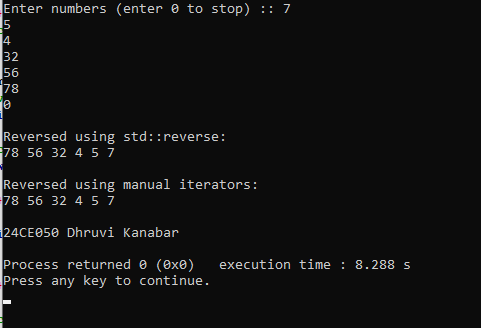 Enter numbers (enter 0 to stop) :: 7
5
4
32
56
78
0
Reversed using std::reverse:
78 56 32 4 5 7
Reversed using manual iterators:
78 56 32 4 5 7
24CE050 Dhruvi Kanabar
Process returned 0 (0x0)   execution time : 8.288 s
Press any key to continue.